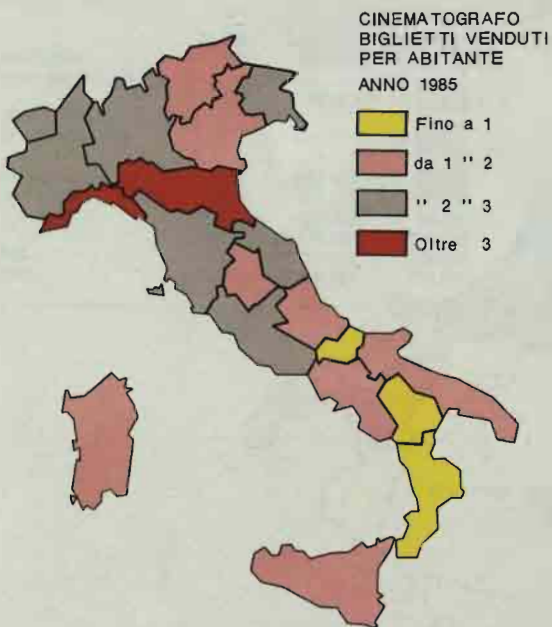 CINEMATOGRAFO
BIGLIETTI VENDUTI
PER ABITANTE
ANNO 1985
Fino a 1
da 1 " 2
" 2 " 3
Oltre 3